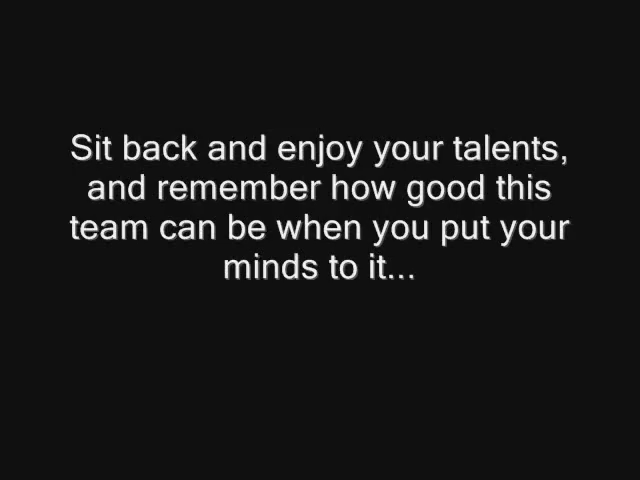 Sit back and enjoy your talents,
and remember how good this
team can be when you put your
minds to it...